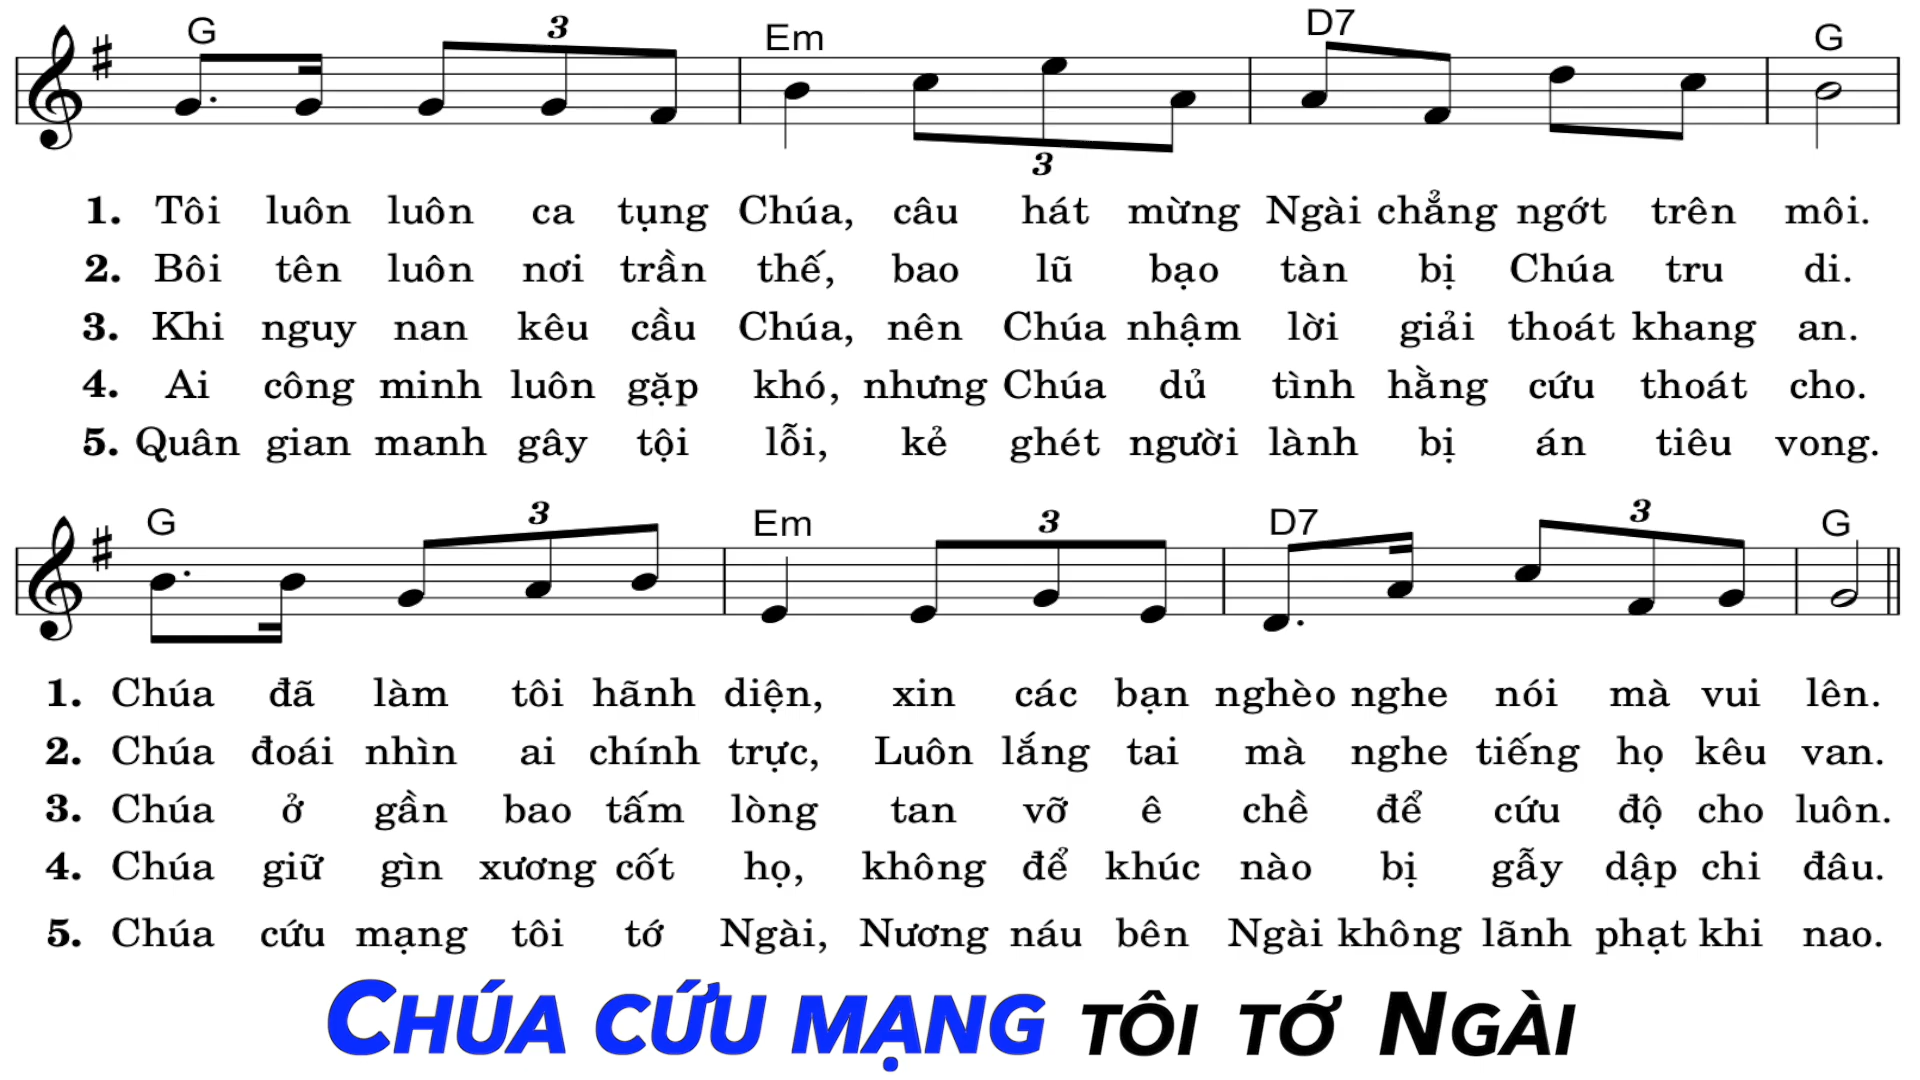 G 3 Em D7 G
3
1. Tôi luôn luôn ca tụng Chúa, câu hát mừng Ngài chẳng ngớt trên môi.
2. Bôi tên luôn nơi trần thế, bao lũ bạo tàn bị Chúa tru di.
3. Khi nguy nan kêu cầu Chúa, nên Chúa nhậm lời giải thoát khang an.
4. Ai công minh luôn gặp khó, nhưng Chúa dủ tình hằng cứu thoát cho.
5. Quân gian manh gây tội lỗi, kẻ ghét người lành bị án tiêu vong.
G 3 Em 3 D7 3 G
1. Chúa đã làm tôi hãnh diện, xin các bạn nghèo nghe nói mà vui lên.
2. Chúa đoái nhìn ai chính trực, Luôn lắng tai mà nghe tiếng họ kêu van.
3. Chúa ở gần bao tấm lòng tan vỡ ê chề để cứu độ cho luôn.
4. Chúa giữ gìn xương cốt họ, không để khúc nào bị gẫy dập chi đâu.
5. Chúa cứu mạng tôi tớ Ngài, Nương náu bên Ngài không lãnh phạt khi nao.
CHÚA CỨU MẠNG TÔI TỚ NGÀI